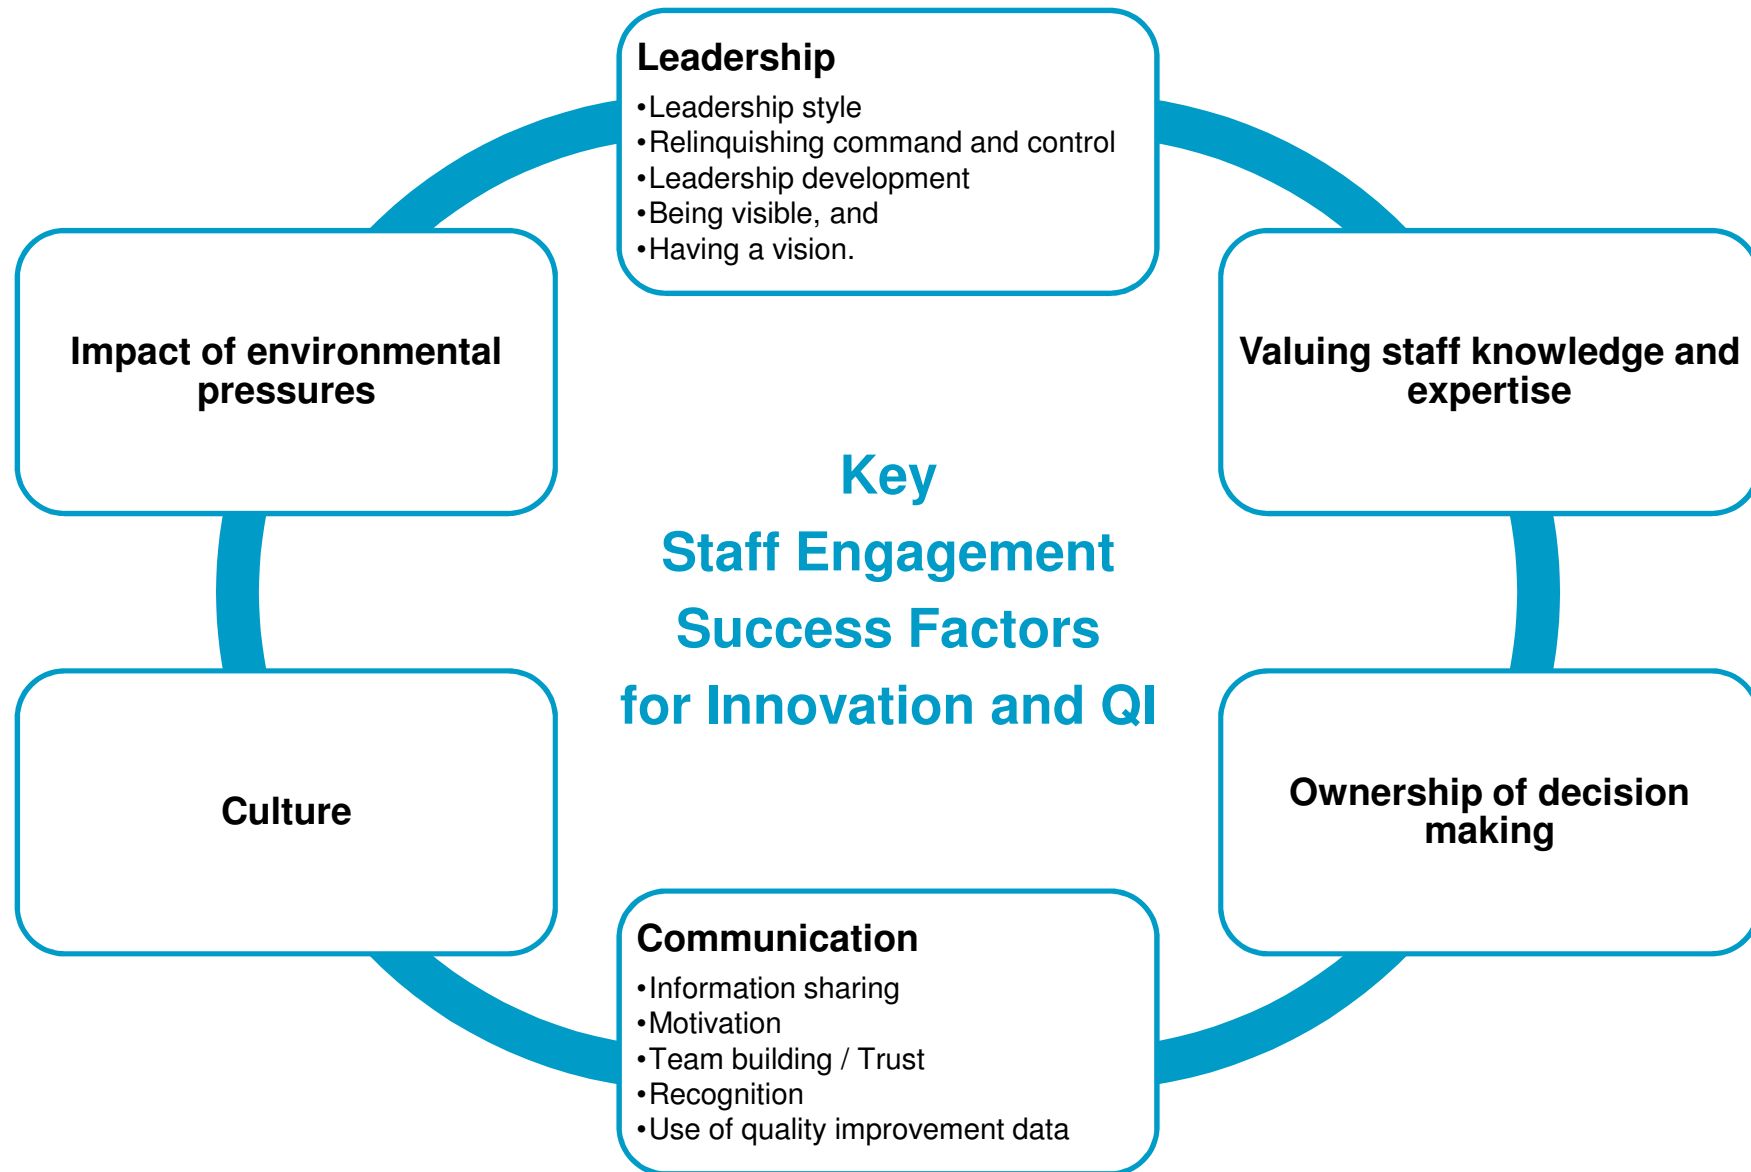 Leadership
•Leadership style
•Relinquishing command and control
•Leadership development
•Being visible, and
•Having a vision.
Valuing staff knowledge and
expertise
Ownership of decision
making
Communication
•Information sharing
•Motivation
•Team building / Trust
•Recognition
•Use of quality improvement data
Culture
Impact of environmental
pressures
Key
Staff Engagement
Success Factors
for Innovation and QI